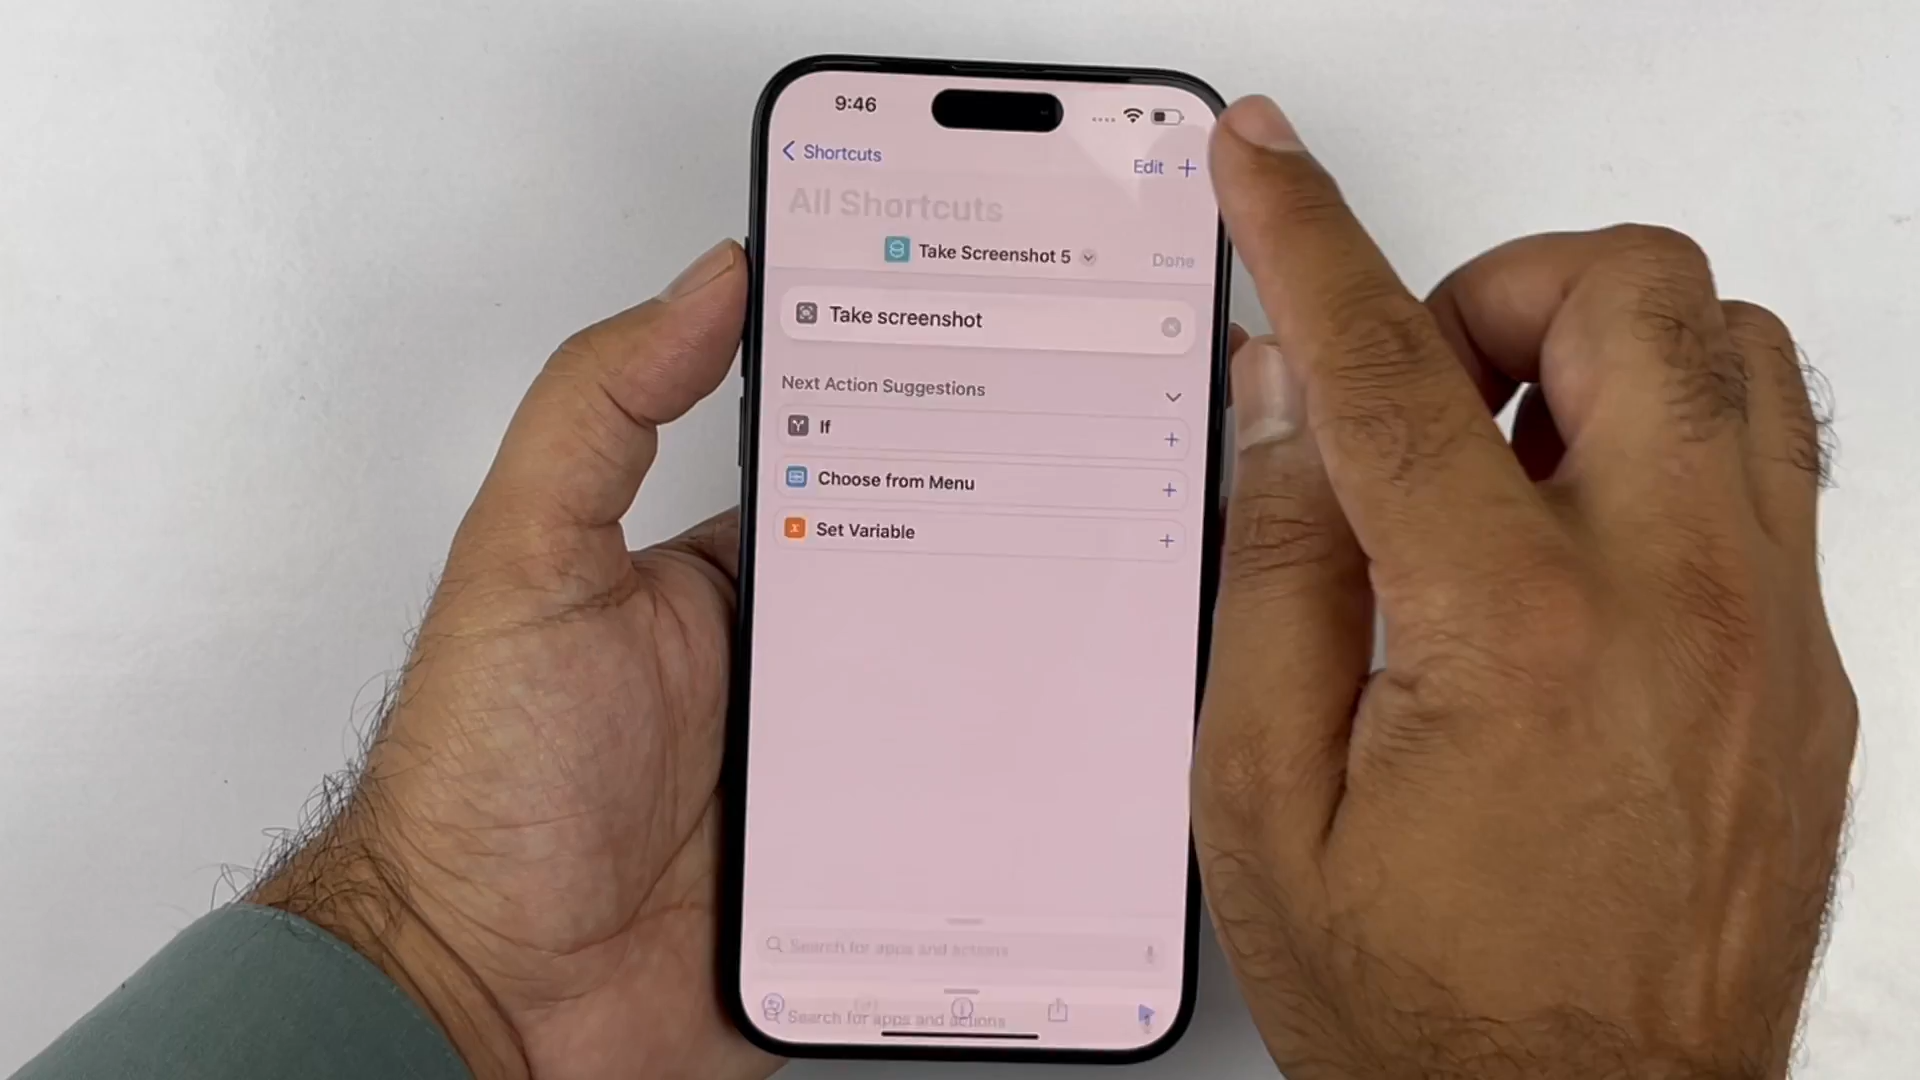 9:46
Shortcuts
Edit +
All Shortcuts
Take Screenshot 5
Done
Take screenshot
Next Action Suggestions
If
Choose from Menu
Set Variable
Search for apps and actions
Search for apps and actions